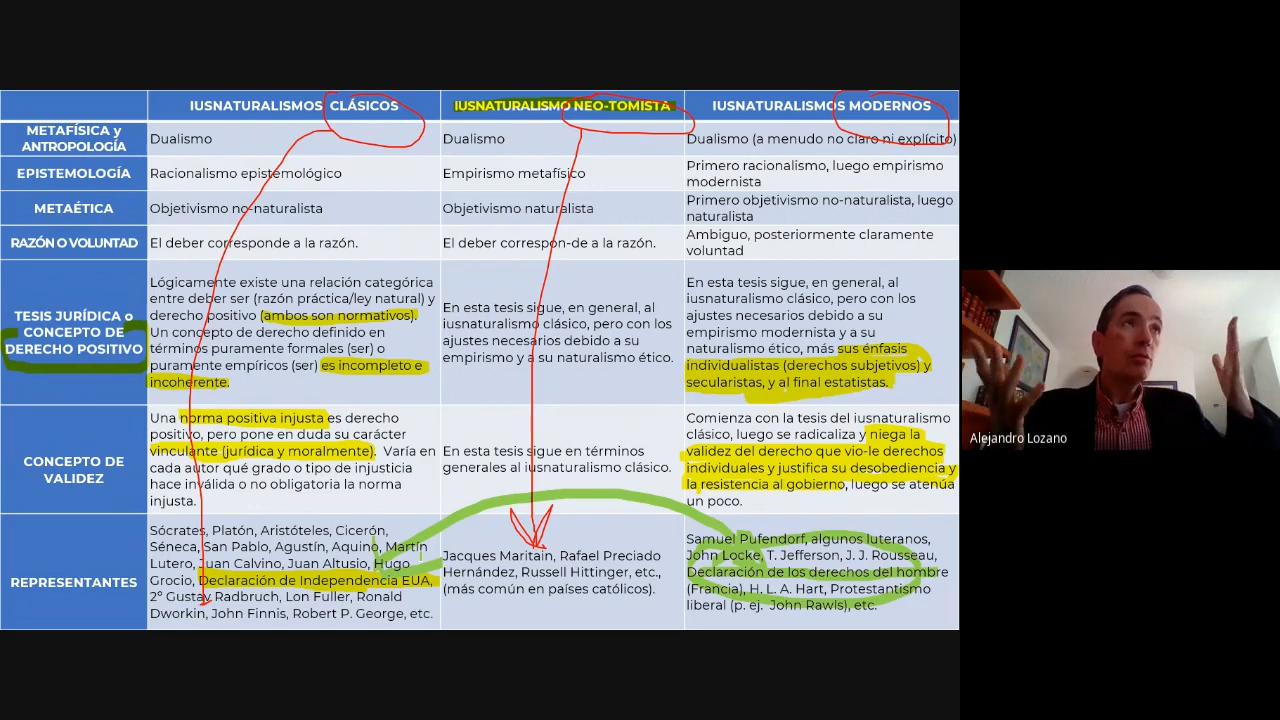 IUSNATURALISMOS CLÁSICOS
IUSNATURALISMO NEO-TOMISTA
IUSNATURALISMOS MODERNOS
METAFÍSICA y
ANTROPOLOGÍA
Dualismo
Dualismo
Dualismo (a menudo no claro ni explícito)
EPISTEMOLOGÍA
Racionalismo epistemológico
Empirismo metafísico
Primero racionalismo, luego empirismo
modernista
METAÉTICA
Objetivismo no-naturalista
Objetivismo naturalista
Primero objetivismo no-naturalista, luego
naturalista
RAZÓN O VOLUNTAD
El deber corresponde a la razón.
El deber correspon-de a la razón.
Ambiguo, posteriormente claramente
voluntad
TESIS JURÍDICA o
CONCEPTO DE
DERECHO POSITIVO
Lógicamente existe una relación categórica
entre deber ser (razón práctica/ley natural) y
derecho positivo (ambos son normativos).
Un concepto de derecho definido en
términos puramente formales (ser) o
puramente empíricos (ser) es incompleto e
incoherente.
En esta tesis sigue, en general, al
iusnaturalismo clásico, pero con los
ajustes necesarios debido a su
empirismo y a su naturalismo ético.
En esta tesis sigue, en general, al
iusnaturalismo clásico, pero con los
ajustes necesarios debido a su
empirismo modernista y a su
naturalismo ético, más sus énfasis
individualistas (derechos subjetivos) y
secularistas, y al final estatistas.
CONCEPTO DE
VALIDEZ
Una norma positiva injusta es derecho
positivo, pero pone en duda su carácter
vinculante (jurídica y moralmente). Varía en
cada autor qué grado o tipo de injusticia
hace inválida o no obligatoria la norma
injusta.
En esta tesis sigue en términos
generales al iusnaturalismo clásico.
Comienza con la tesis del iusnaturalismo
clásico, luego se radicaliza y niega la
validez del derecho que vio-le derechos
individuales y justifica su desobediencia y
la resistencia al gobierno, luego se atenúa
un poco.
REPRESENTANTES
Sócrates, Platón, Aristóteles, Cicerón,
Séneca, San Pablo, Agustín, Aquino, Martín
Lutero, Juan Calvino, Juan Altusio, Hugo
Grocio, Declaración de Independencia EUA,
2º Gustav Radbruch, Lon Fuller, Ronald
Dworkin, John Finnis, Robert P. George, etc.
Jacques Maritain, Rafael Preciado
Hernández, Russell Hittinger, etc.,
(más común en países católicos).
Samuel Pufendorf, algunos luteranos,
John Locke, T. Jefferson, J. J. Rousseau,
Declaración de los derechos del hombre
(Francia), H. L. A. Hart, Protestantismo
liberal (p. ej. John Rawls), etc.
Alejandro Lozano